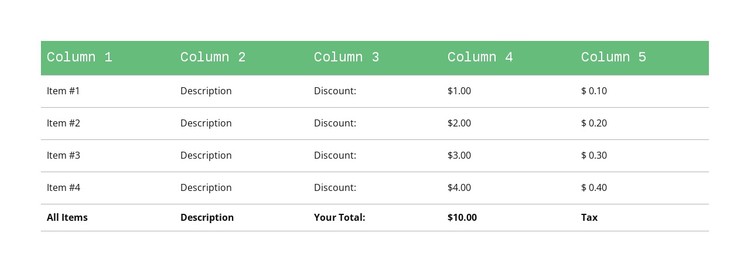 Column 1 Column 2 Column 3 Column 4 Column 5
Item #1 Description Discount: $1.00 $ 0.10
Item #2 Description Discount: $2.00 $ 0.20
Item #3 Description Discount: $3.00 $ 0.30
Item #4 Description Discount: $4.00 $ 0.40
All Items Description Your Total: $10.00 Tax